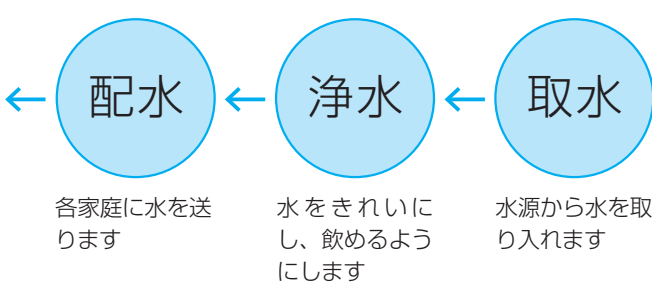 取水
水源から水を取
り入れます
浄水
水をきれいに
し、飲めるよう
にします
配水
各家庭に水を送
ります